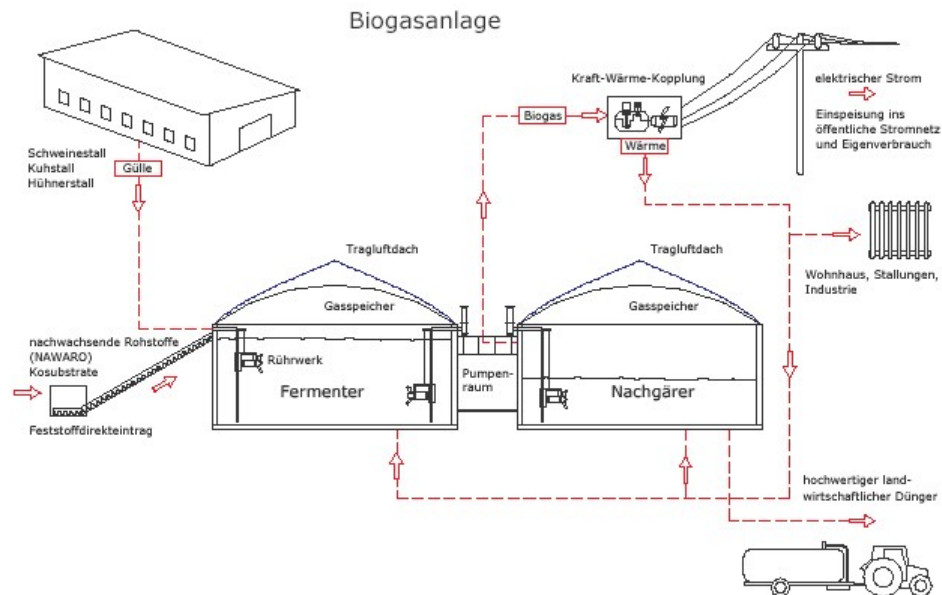 Biogasanlage
Kraft-Wärme-Kopplung
elektrischer Strom
Biogas
Einspeisung ins
öffentliche Stromnetz
und Eigenverbrauch
Wärme
Schweinestall
Kuhstall
Hühnerstall
Gülle
Tragluftdach
Tragluftdach
Wohnhaus, Stallungen,
Industrie
Gasspeicher
Gasspeicher
nachwachsende Rohstoffe
(NAWARO)
Kosubstrate
Rührwerk
Fermenter
Pumpen-
raum
Nachgärer
Feststoffdirekteintrag
hochwertiger land-
wirtschaftlicher Dünger